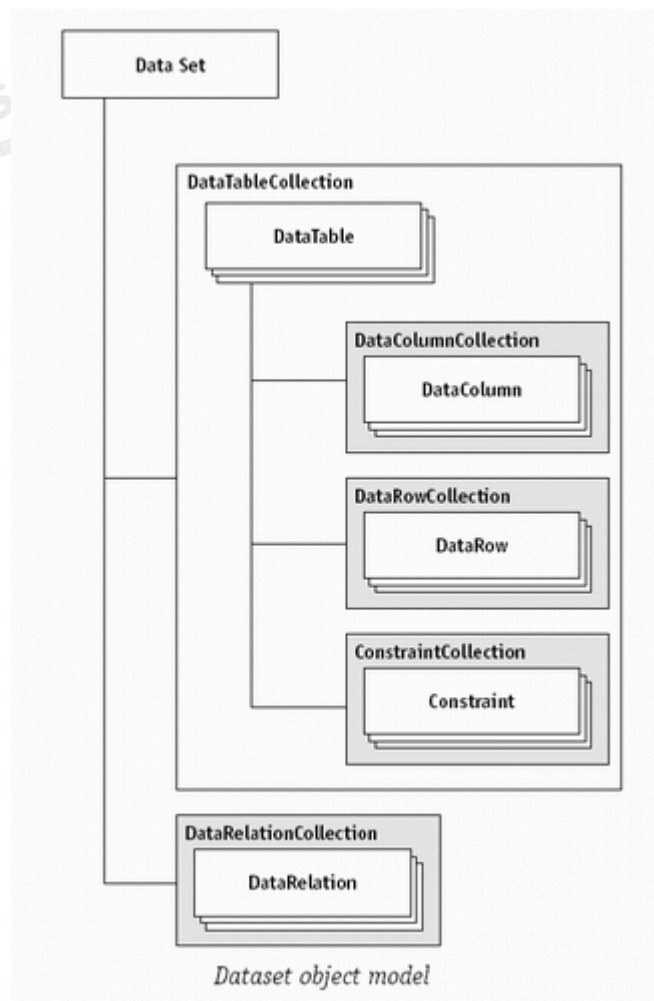 Data Set
DataTableCollection
DataTable
DataColumnCollection
DataColumn
DataRowCollection
DataRow
ConstraintCollection
Constraint
DataRelationCollection
DataRelation
Dataset object model